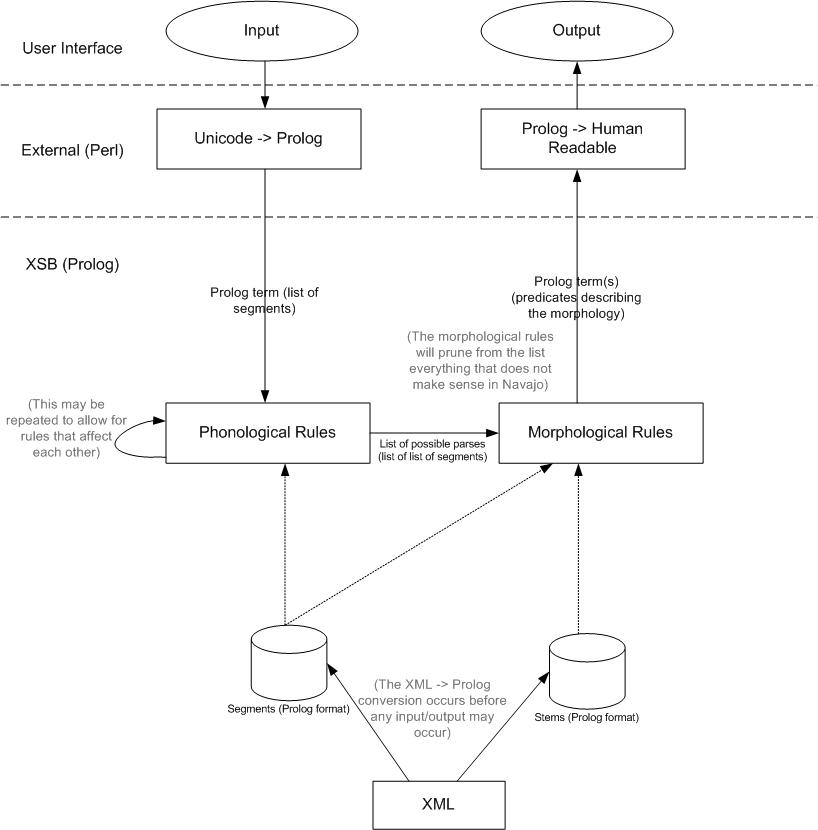 Input
Output
User Interface
Unicode -> Prolog
Prolog -> Human
Readable
External (Perl)
XSB (Prolog)
Prolog term (list of
segments)
Prolog term(s)
(predicates describing
the morphology)
(The morphological rules
will prune from the list
everything that does not
make sense in Navajo)
(This may be
repeated to allow for
rules that affect
each other)
Phonological Rules
List of possible parses
(list of list of segments)
Morphological Rules
Segments (Prolog format)
(The XML -> Prolog
conversion occurs before
any input/output may
occur)
Stems (Prolog format)
XML